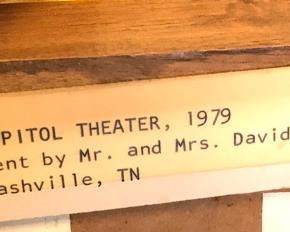 PITOL THEATER, 1979
ent by Mr. and Mrs. David
ashville, TN